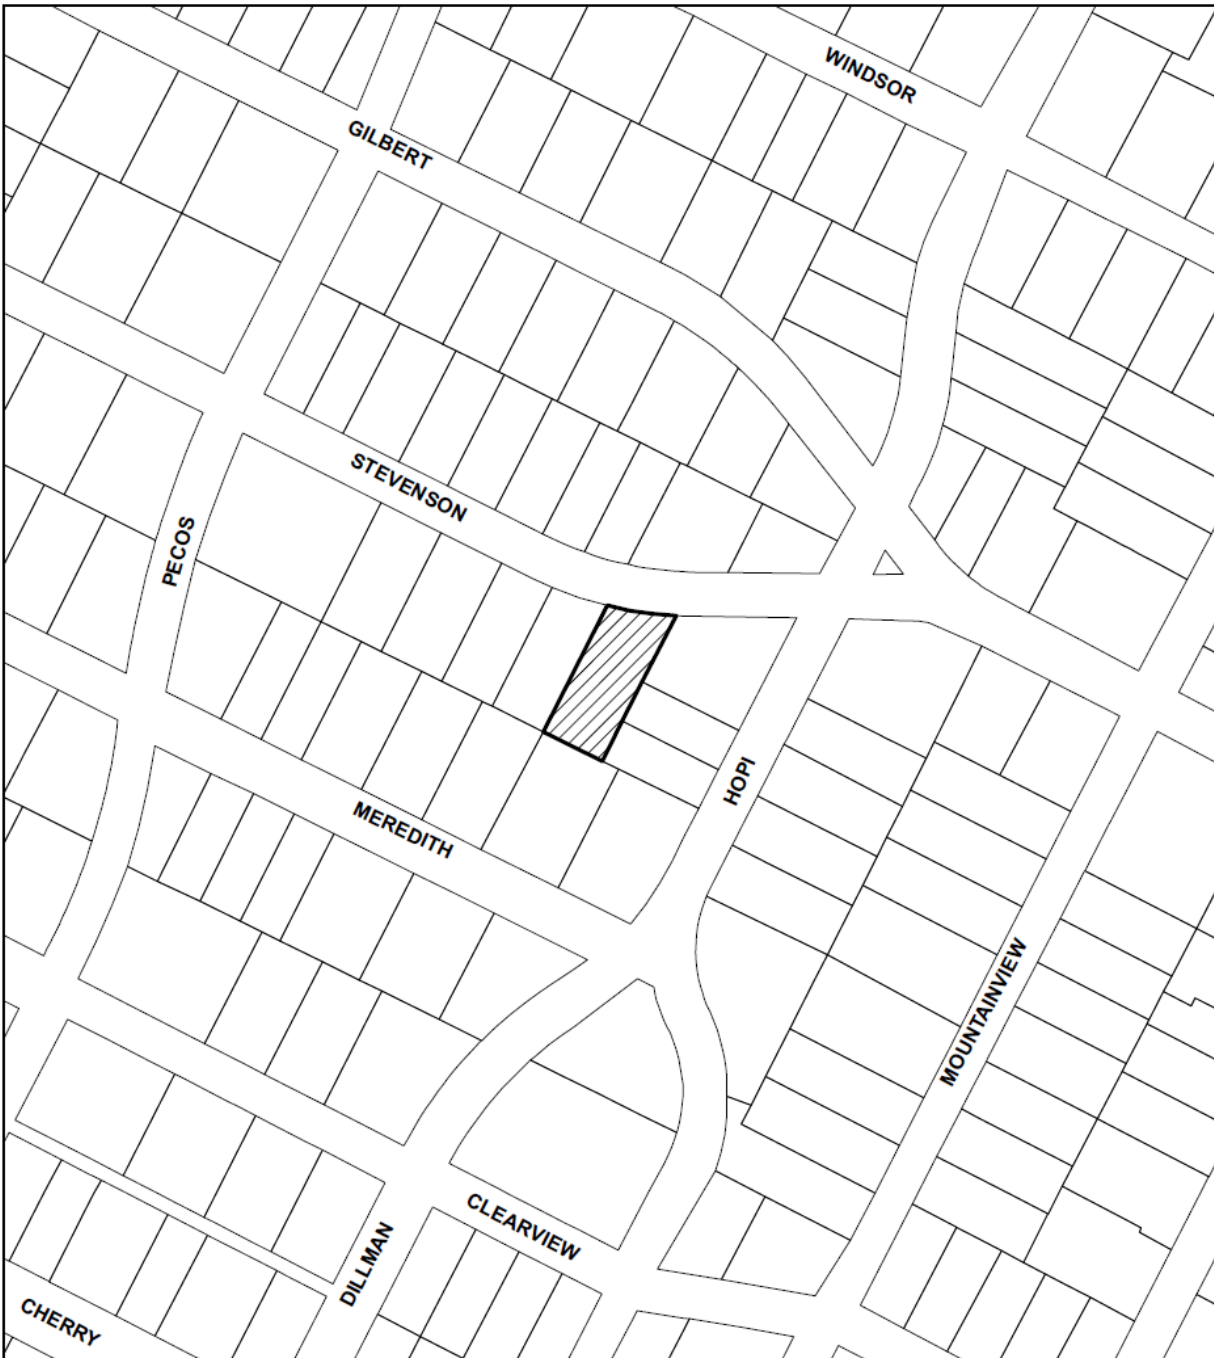 WINDSOR
GILBERT
STEVENSON
PECOS
HOPI
MEREDITH
MOUNTAINVIEW
CLEARVIEW
DILLMAN
CHERRY